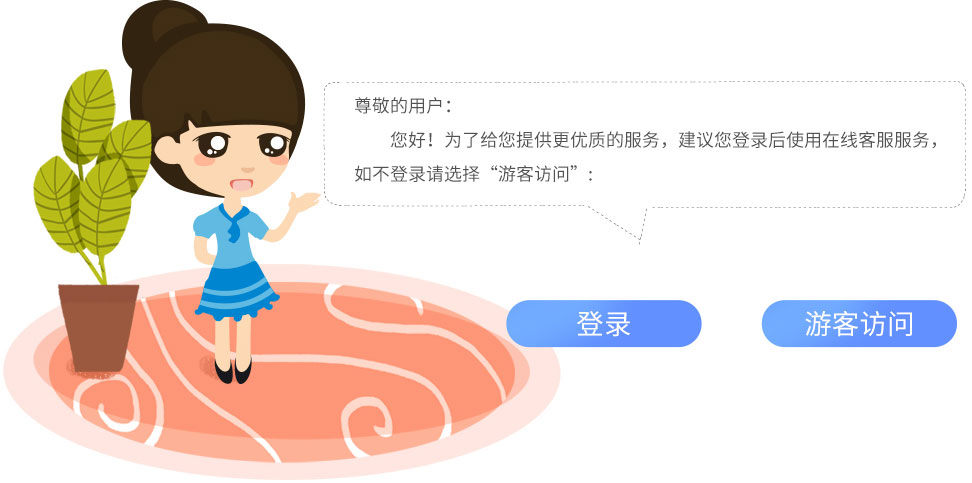 尊敬的用户：
您好！为了给您提供更优质的服务，建议您登录后使用在线客服服务，
如不登录请选择“游客访问”:
登录
游客访问